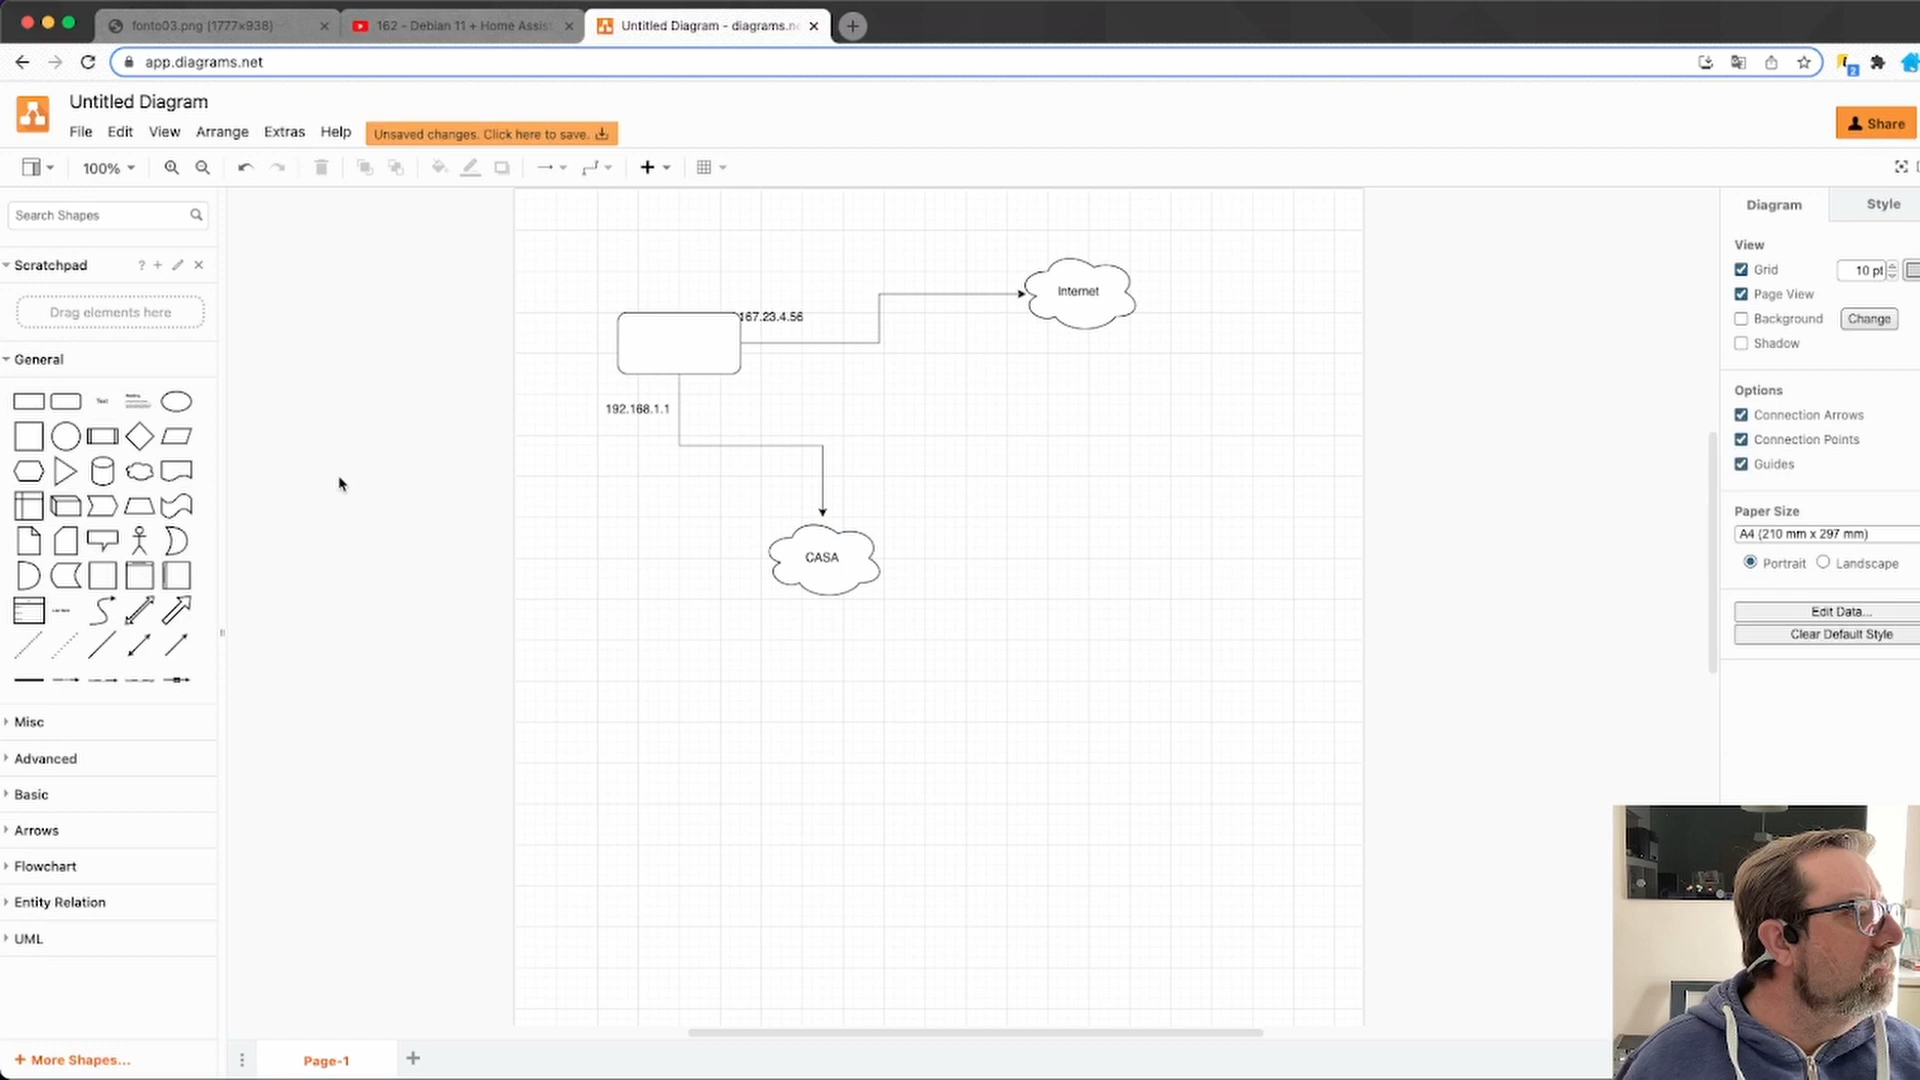 fonto03.png (1777×938)
162 - Debian 11 + Home Assis
Untitled Diagram - diagrams.n
app.diagrams.net
2
Untitled Diagram
File Edit View Arrange Extras Help
Unsaved changes. Click here to save.
Share
100%
Search Shapes
Scratchpad
Drag elements here
General
Text
Heading
Misc
Advanced
Basic
Arrows
Flowchart
Entity Relation
UML
+ More Shapes...
Page-1
167.23.4.56
Internet
192.168.1.1
CASA
Diagram Style
View
Grid 10 pt
Page View
Background Change
Shadow
Options
Connection Arrows
Connection Points
Guides
Paper Size
A4 (210 mm x 297 mm)
Portrait Landscape
Edit Data...
Clear Default Style